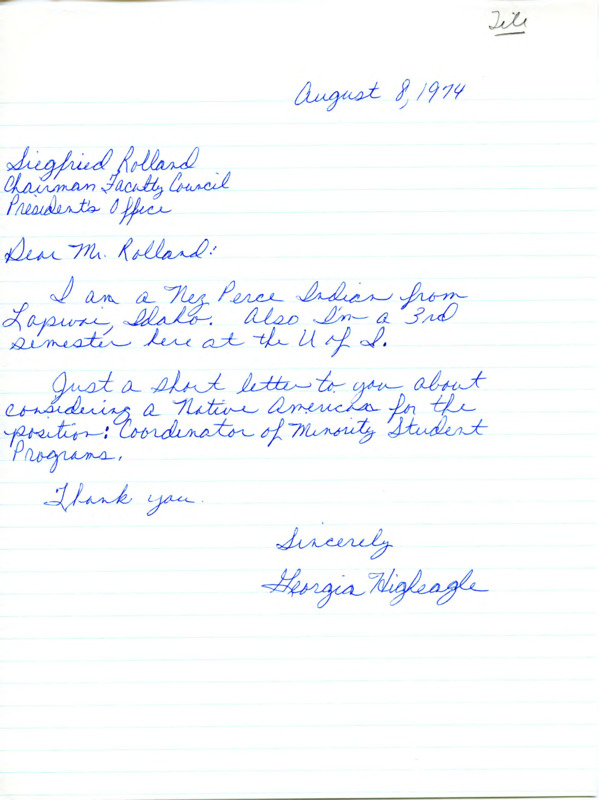 File
August 8, 1974
Siegfried Rolland
Chairman Faculty Council
President's Office
Dear Mr. Rolland:
I am a Nez Perce Indian from
Lapwai, Idaho. Also I'm a 3rd
semester here at the U of I.
Just a short letter to you about
considering a Native American for the
position: Coordenator of Minority Student
Programs.
Thank you.
Sincerely
Georgia Higheagle